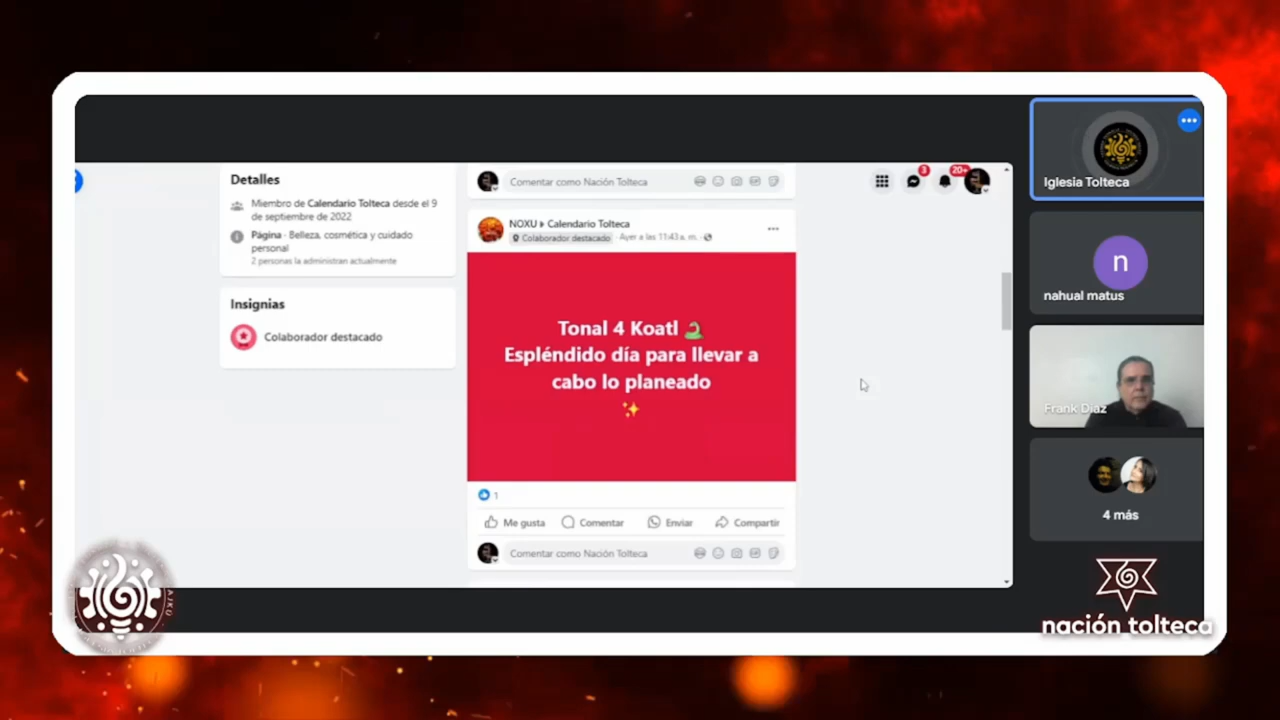 Detalles
Miembro de Calendario Tolteca desde el 9
de septiembre de 2022
Página · Belleza, cosmética y cuidado
personal
2 personas la administran actualmente
Insignias
Colaborador destacado
Comentar como Nación Tolteca
NOXU Calendario Tolteca
Colaborador destacado · Ayer a las 11:43 a. m. ·
Tonal 4 Koatl
Espléndido día para llevar a
cabo lo planeado
1
Me gusta
Comentar
Enviar
Compartir
Comentar como Nación Tolteca
3
20+
Iglesia Tolteca
n
nahual matus
Frank Diaz
4 más
nación tolteca